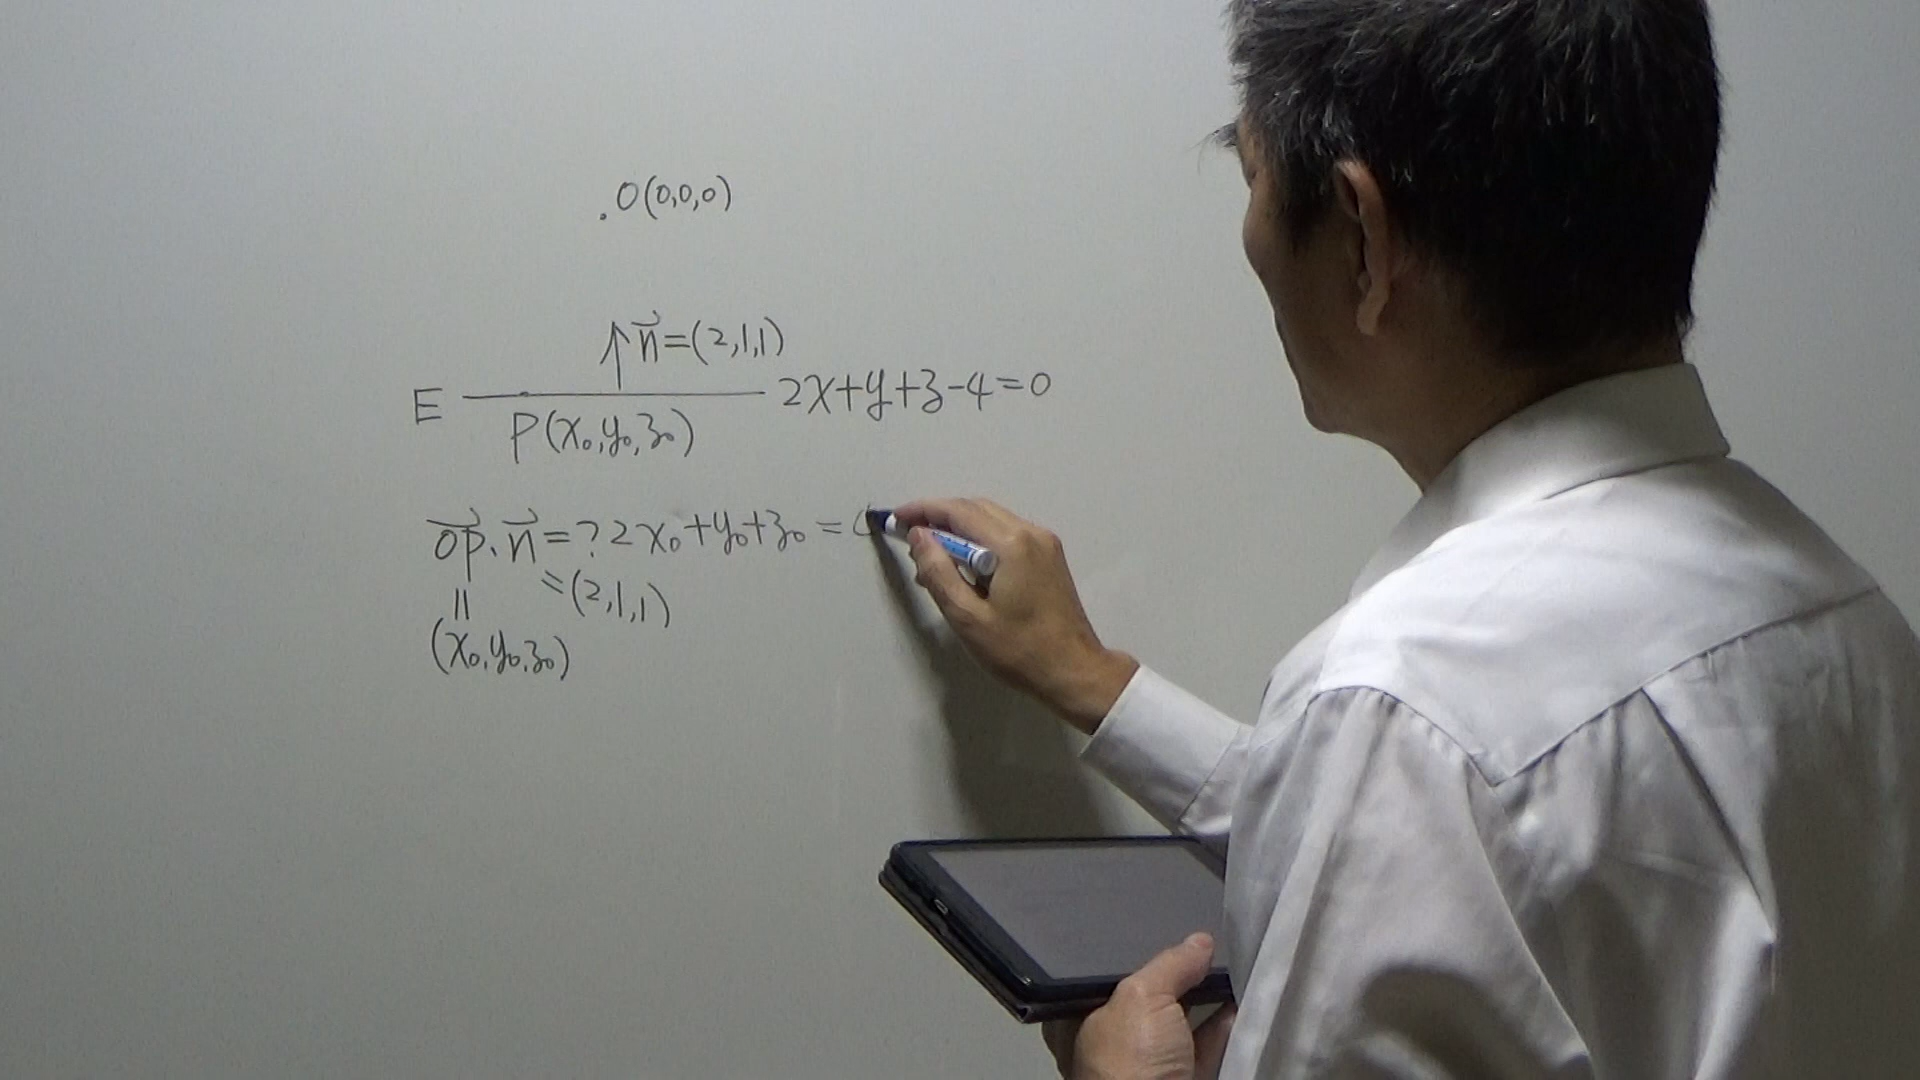 .O(0,0,0)
↑n⃗=(2,1,1)
E 2x+y+z-4=0
P(x₀,y₀,z₀)
op⃗.n⃗=?2x₀+y₀+z₀=
=(2,1,1)
=
(x₀,y₀,z₀)